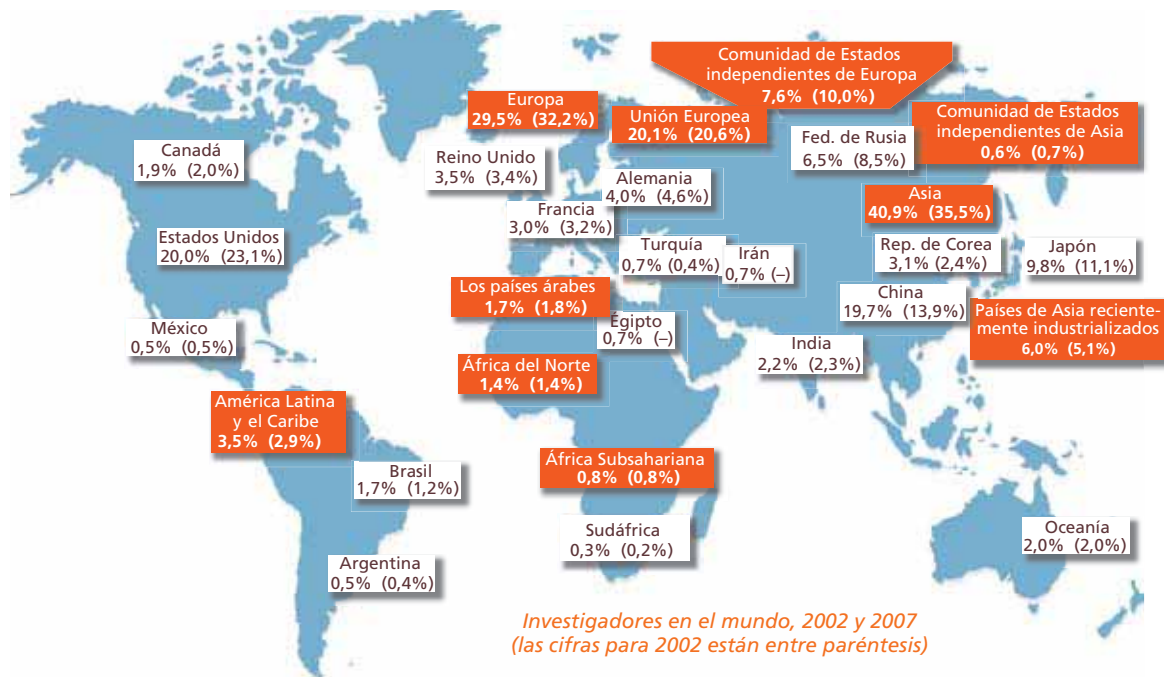 Comunidad de Estados
independientes de Europa
7,6% (10,0%)
Europa
29,5% (32,2%)
Unión Europea
20,1% (20,6%)
Comunidad de Estados
independientes de Asia
0,6% (0,7%)
Canadá
1,9% (2,0%)
Reino Unido
3,5% (3,4%)
Fed. de Rusia
6,5% (8,5%)
Alemania
4,0% (4,6%)
Asia
40,9% (35,5%)
Francia
3,0% (3,2%)
Estados Unidos
20,0% (23,1%)
Turquía
0,7% (0,4%)
Irán
0,7% (–)
Rep. de Corea
3,1% (2,4%)
Japón
9,8% (11,1%)
Los países árabes
1,7% (1,8%)
China
19,7% (13,9%)
Países de Asia reciente-
mente industrializados
6,0% (5,1%)
México
0,5% (0,5%)
Égipto
0,7% (–)
India
2,2% (2,3%)
África del Norte
1,4% (1,4%)
América Latina
y el Caribe
3,5% (2,9%)
Brasil
1,7% (1,2%)
África Subsahariana
0,8% (0,8%)
Sudáfrica
0,3% (0,2%)
Oceanía
2,0% (2,0%)
Argentina
0,5% (0,4%)
Investigadores en el mundo, 2002 y 2007
(las cifras para 2002 están entre paréntesis)